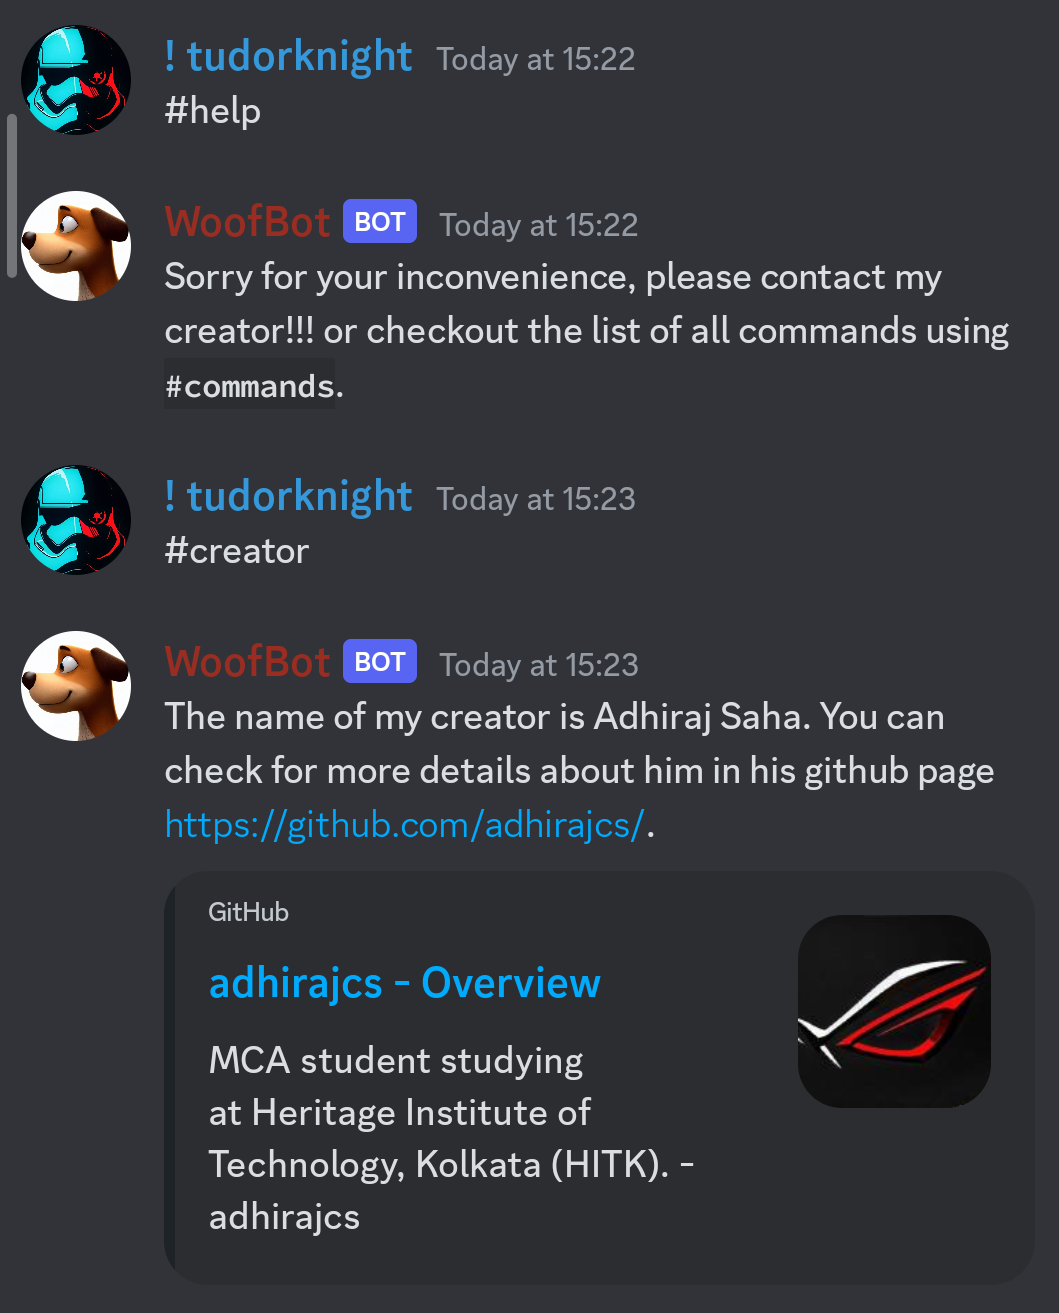 ! tudorknight Today at 15:22
#help
WoofBot BOT Today at 15:22
Sorry for your inconvenience, please contact my
creator!!! or checkout the list of all commands using
#commands.
! tudorknight Today at 15:23
#creator
WoofBot BOT Today at 15:23
The name of my creator is Adhiraj Saha. You can
check for more details about him in his github page
https://github.com/adhirajcs/.
GitHub
adhirajcs - Overview
MCA student studying
at Heritage Institute of
Technology, Kolkata (HITK). -
adhirajcs